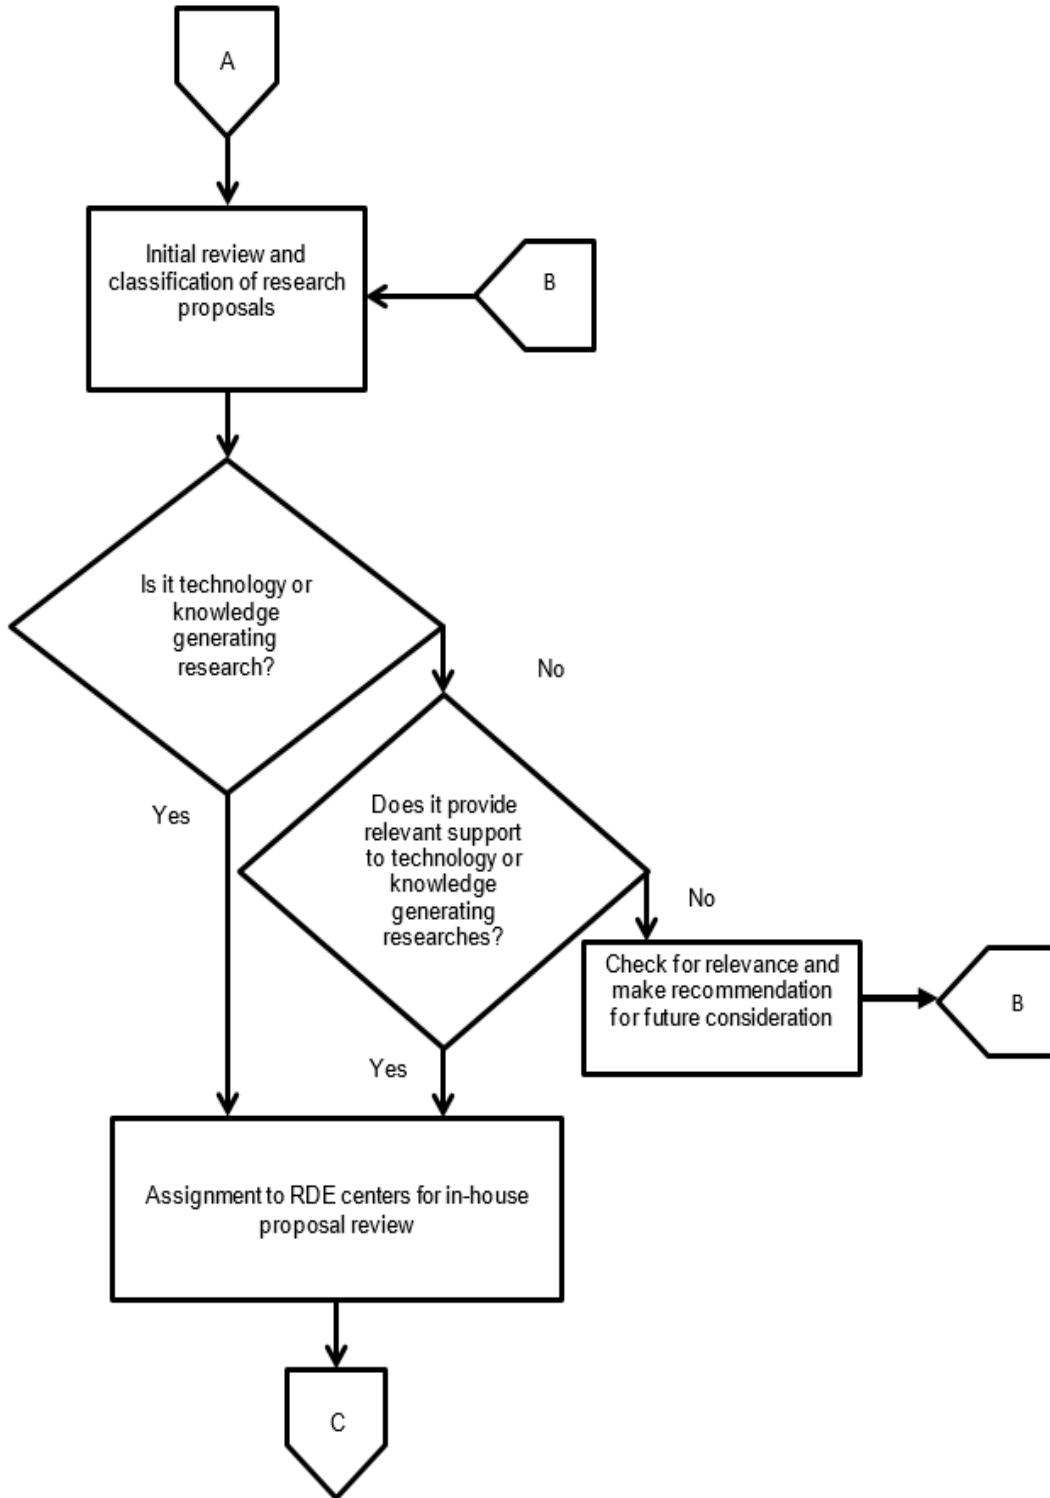 A
Initial review and
classification of research
proposals
B
Is it technology or
knowledge
generating
research?
No
Yes
Does it provide
relevant support
to technology or
knowledge
generating
researches?
No
Check for relevance and
make recommendation
for future consideration
B
Yes
Assignment to RDE centers for in-house
proposal review
C